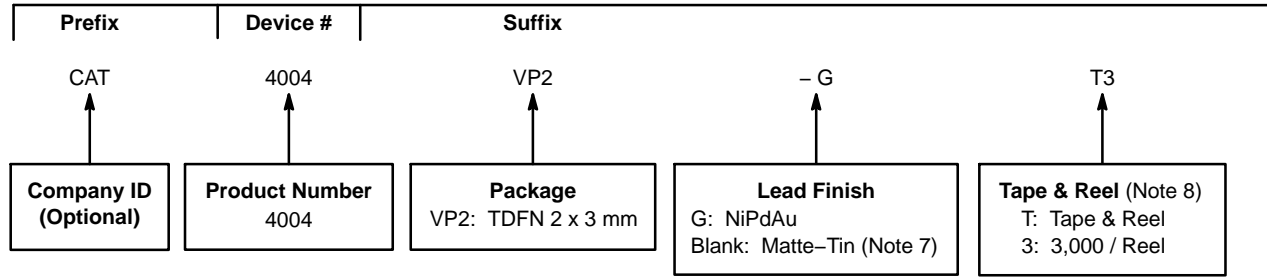 Prefix Device # Suffix
CAT 4004 VP2 – G T3
Company ID
(Optional)
Product Number
4004
Package
VP2: TDFN 2 x 3 mm
Lead Finish
G: NiPdAu
Blank: Matte−Tin (Note 7)
Tape & Reel (Note 8)
T: Tape & Reel
3: 3,000 / Reel